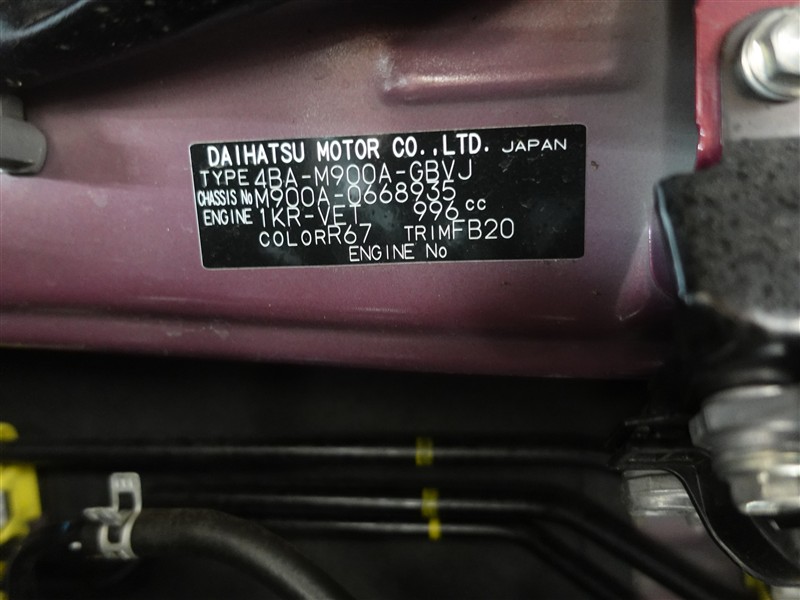 DAIHATSU MOTOR CO.,LTD. JAPAN
TYPE 4BA-M900A-GBVJ
CHASSIS No M900A-0668935
ENGINE 1KR-VET 996 cc
COLOR R67 TRIM FB20
ENGINE No